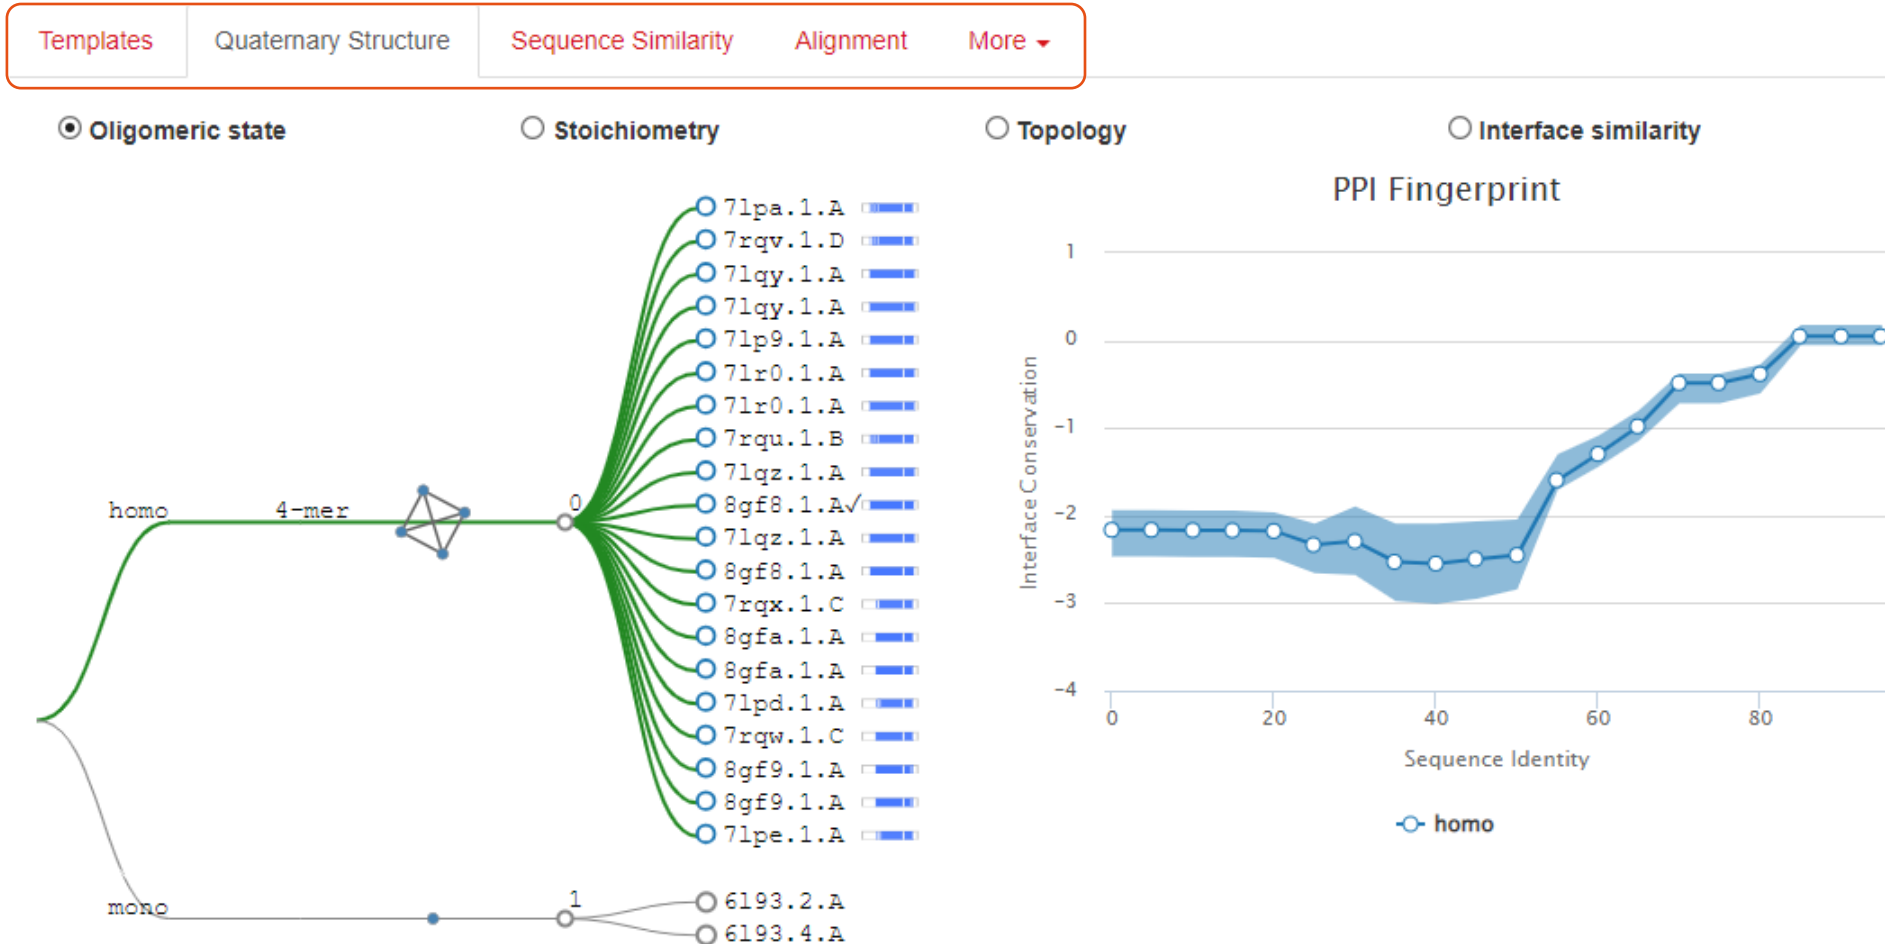 Templates Quaternary Structure Sequence Similarity Alignment More
Oligomeric state Stoichiometry Topology Interface similarity
homo
4-mer
0
7lpa.1.A
7rqv.1.D
7lqy.1.A
7lqy.1.A
7lp9.1.A
7lr0.1.A
7lr0.1.A
7rqu.1.B
7lqz.1.A
8gf8.1.A✓
7lqz.1.A
8gf8.1.A
7rqx.1.C
8gfa.1.A
8gfa.1.A
7lpd.1.A
7rqw.1.C
8gf9.1.A
8gf9.1.A
7lpe.1.A
mono
1
6l93.2.A
6l93.4.A
PPI Fingerprint
Interface Conservation
1
0
-1
-2
-3
-4
0 20 40 60 80
Sequence Identity
homo